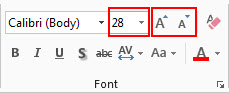 Calibri (Body) 28 A A
B I U S abc AV Aa A
Font